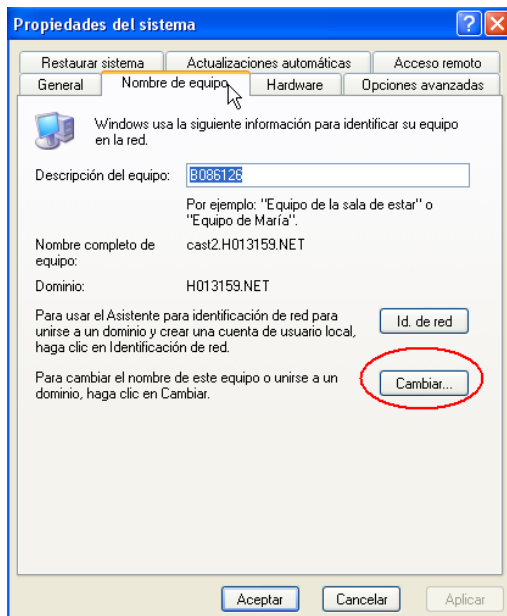 Propiedades del sistema
Restaurar sistema
Actualizaciones automáticas
Acceso remoto
General
Nombre de equipo
Hardware
Opciones avanzadas
Windows usa la siguiente información para identificar su equipo
en la red.
Descripción del equipo:
B086126
Por ejemplo: "Equipo de la sala de estar" o
"Equipo de María".
Nombre completo de
equipo:
cast2.H013159.NET
Dominio:
H013159.NET
Para usar el Asistente para identificación de red para
unirse a un dominio y crear una cuenta de usuario local,
haga clic en Identificación de red.
Id. de red
Para cambiar el nombre de este equipo o unirse a un
dominio, haga clic en Cambiar.
Cambiar...
Aceptar
Cancelar
Aplicar